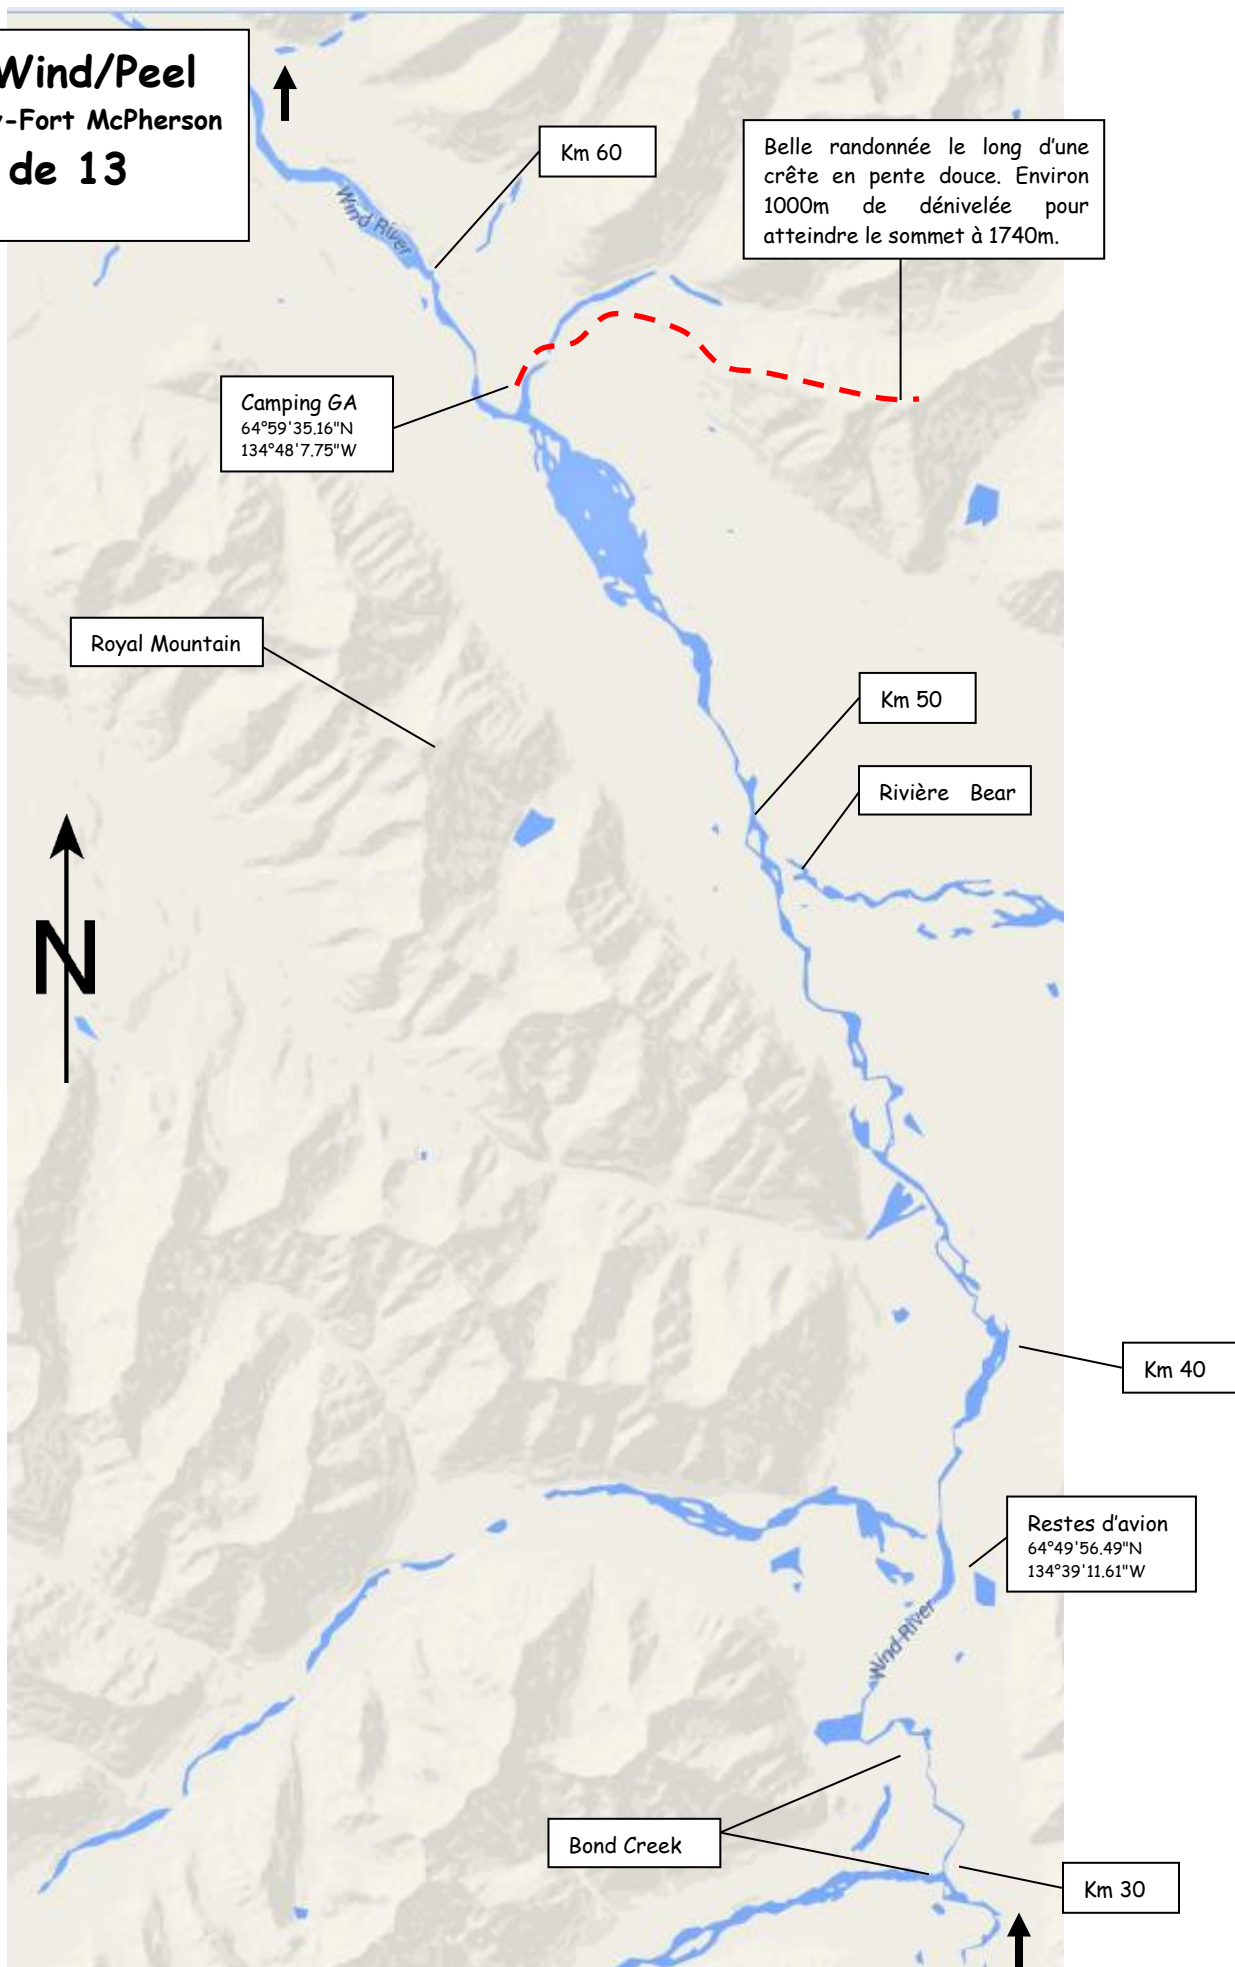 Wind/Peel
-Fort McPherson
de 13
Km 60
Belle randonnée le long d'une
crête en pente douce. Environ
1000m de dénivelée pour
atteindre le sommet à 1740m.
Wind River
Camping GA
64°59'35.16"N
134°48'7.75"W
Royal Mountain
Km 50
Rivière Bear
N
Km 40
Restes d'avion
64°49'56.49"N
134°39'11.61"W
Wind River
Bond Creek
Km 30